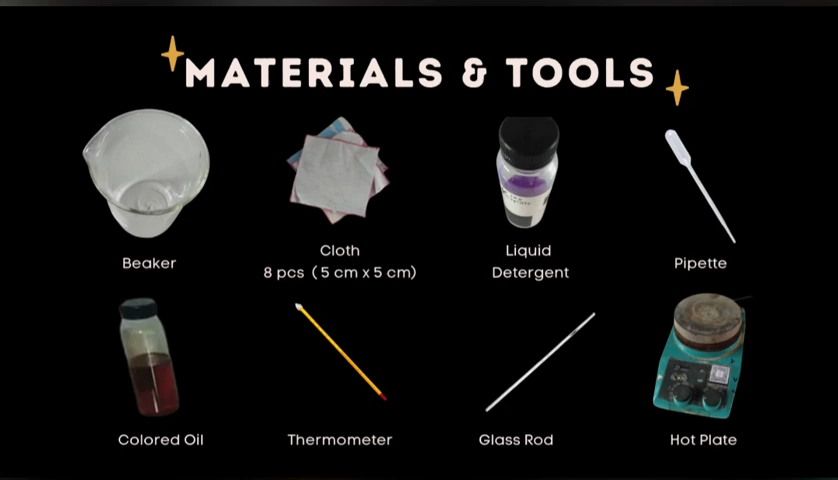 MATERIALS & TOOLS
Beaker
Cloth
8 pcs ( 5 cm x 5 cm)
Liquid
Detergent
Pipette
Colored Oil
Thermometer
Glass Rod
Hot Plate